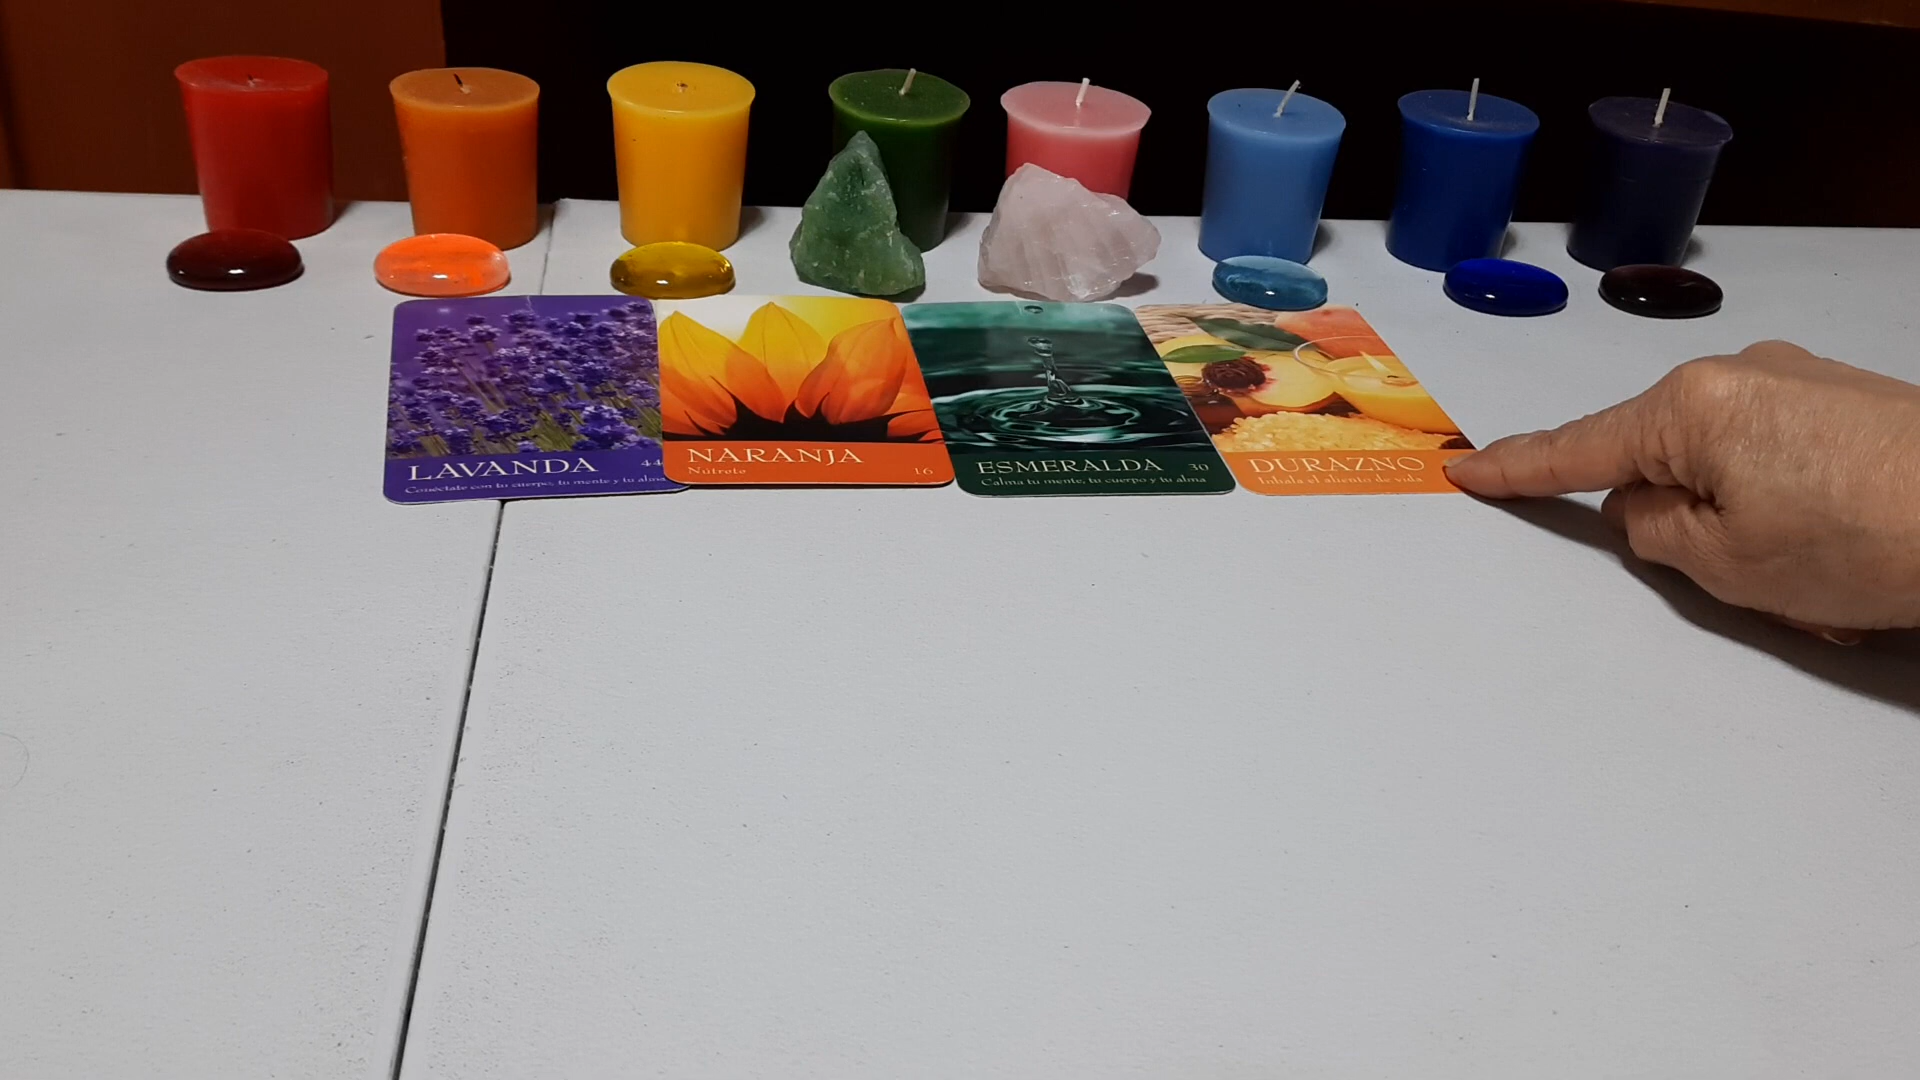 LAVANDA 44
Conéctate con tu cuerpo, tu mente y tu alma
NARANJA
Nútrete 16
ESMERALDA 30
Calma tu mente, tu cuerpo y tu alma
DURAZNO
Inhala el aliento de vida